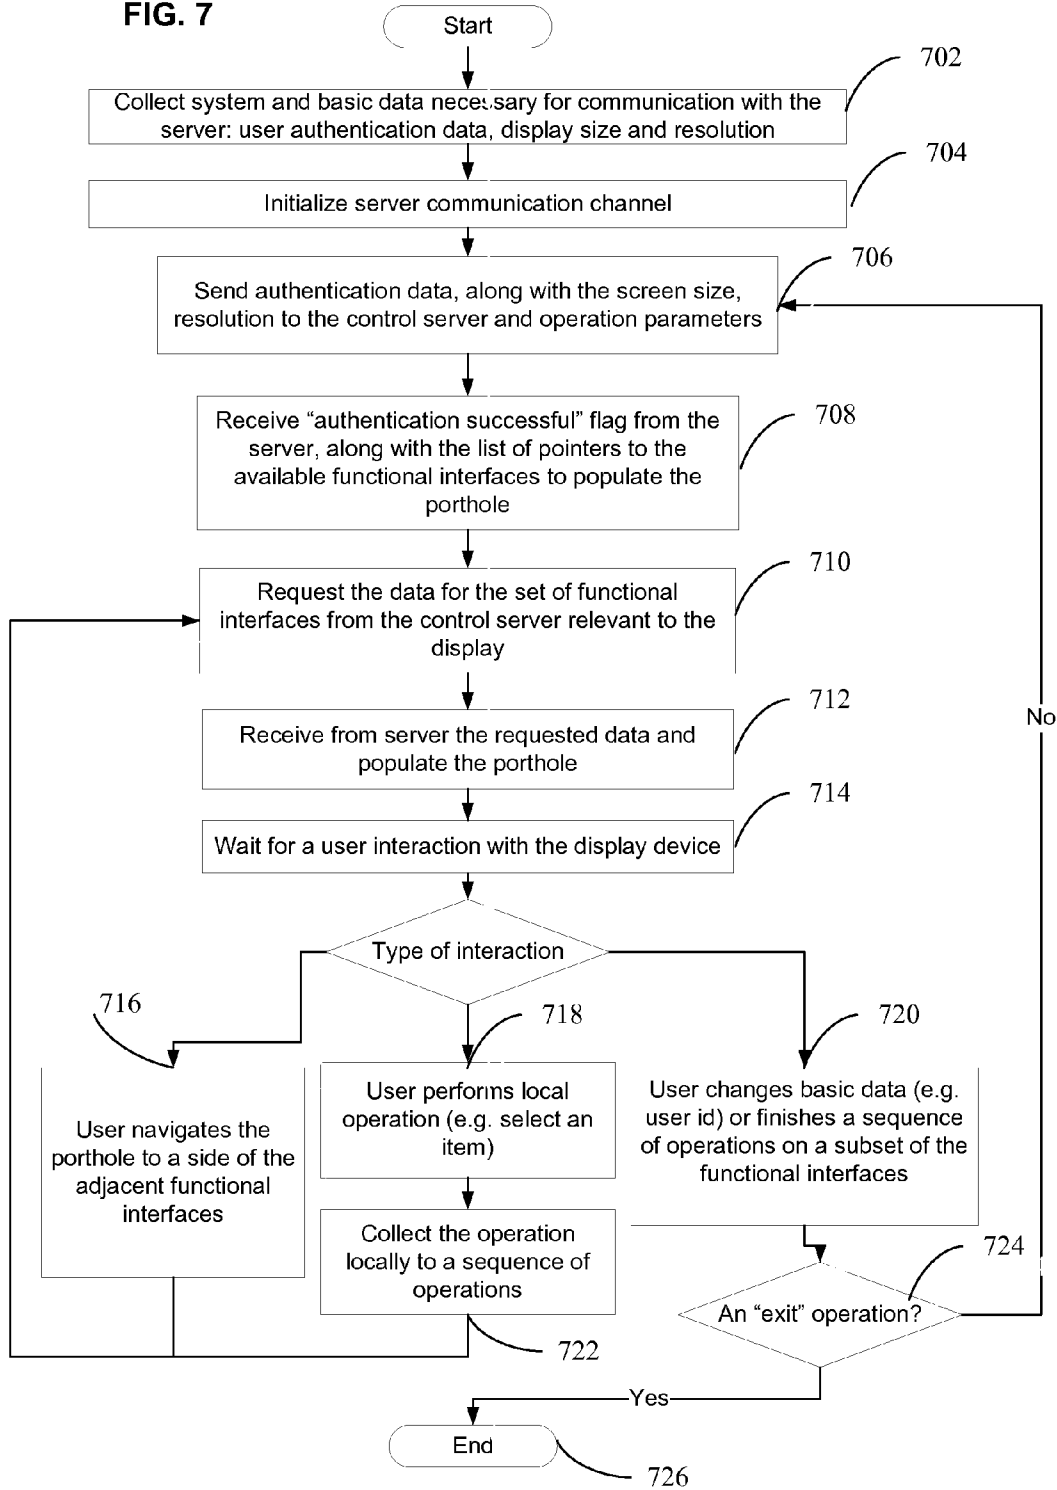 FIG. 7
Start
702
Collect system and basic data necessary for communication with the
server: user authentication data, display size and resolution
704
Initialize server communication channel
706
Send authentication data, along with the screen size,
resolution to the control server and operation parameters
708
Receive “authentication successful” flag from the
server, along with the list of pointers to the
available functional interfaces to populate the
porthole
710
Request the data for the set of functional
interfaces from the control server relevant to the
display
712
Receive from server the requested data and
populate the porthole
No
714
Wait for a user interaction with the display device
Type of interaction
716
718
720
User navigates the
porthole to a side of the
adjacent functional
interfaces
User performs local
operation (e.g. select an
item)
User changes basic data (e.g.
user id) or finishes a sequence
of operations on a subset of the
functional interfaces
Collect the operation
locally to a sequence of
operations
724
An “exit” operation?
722
Yes
End
726